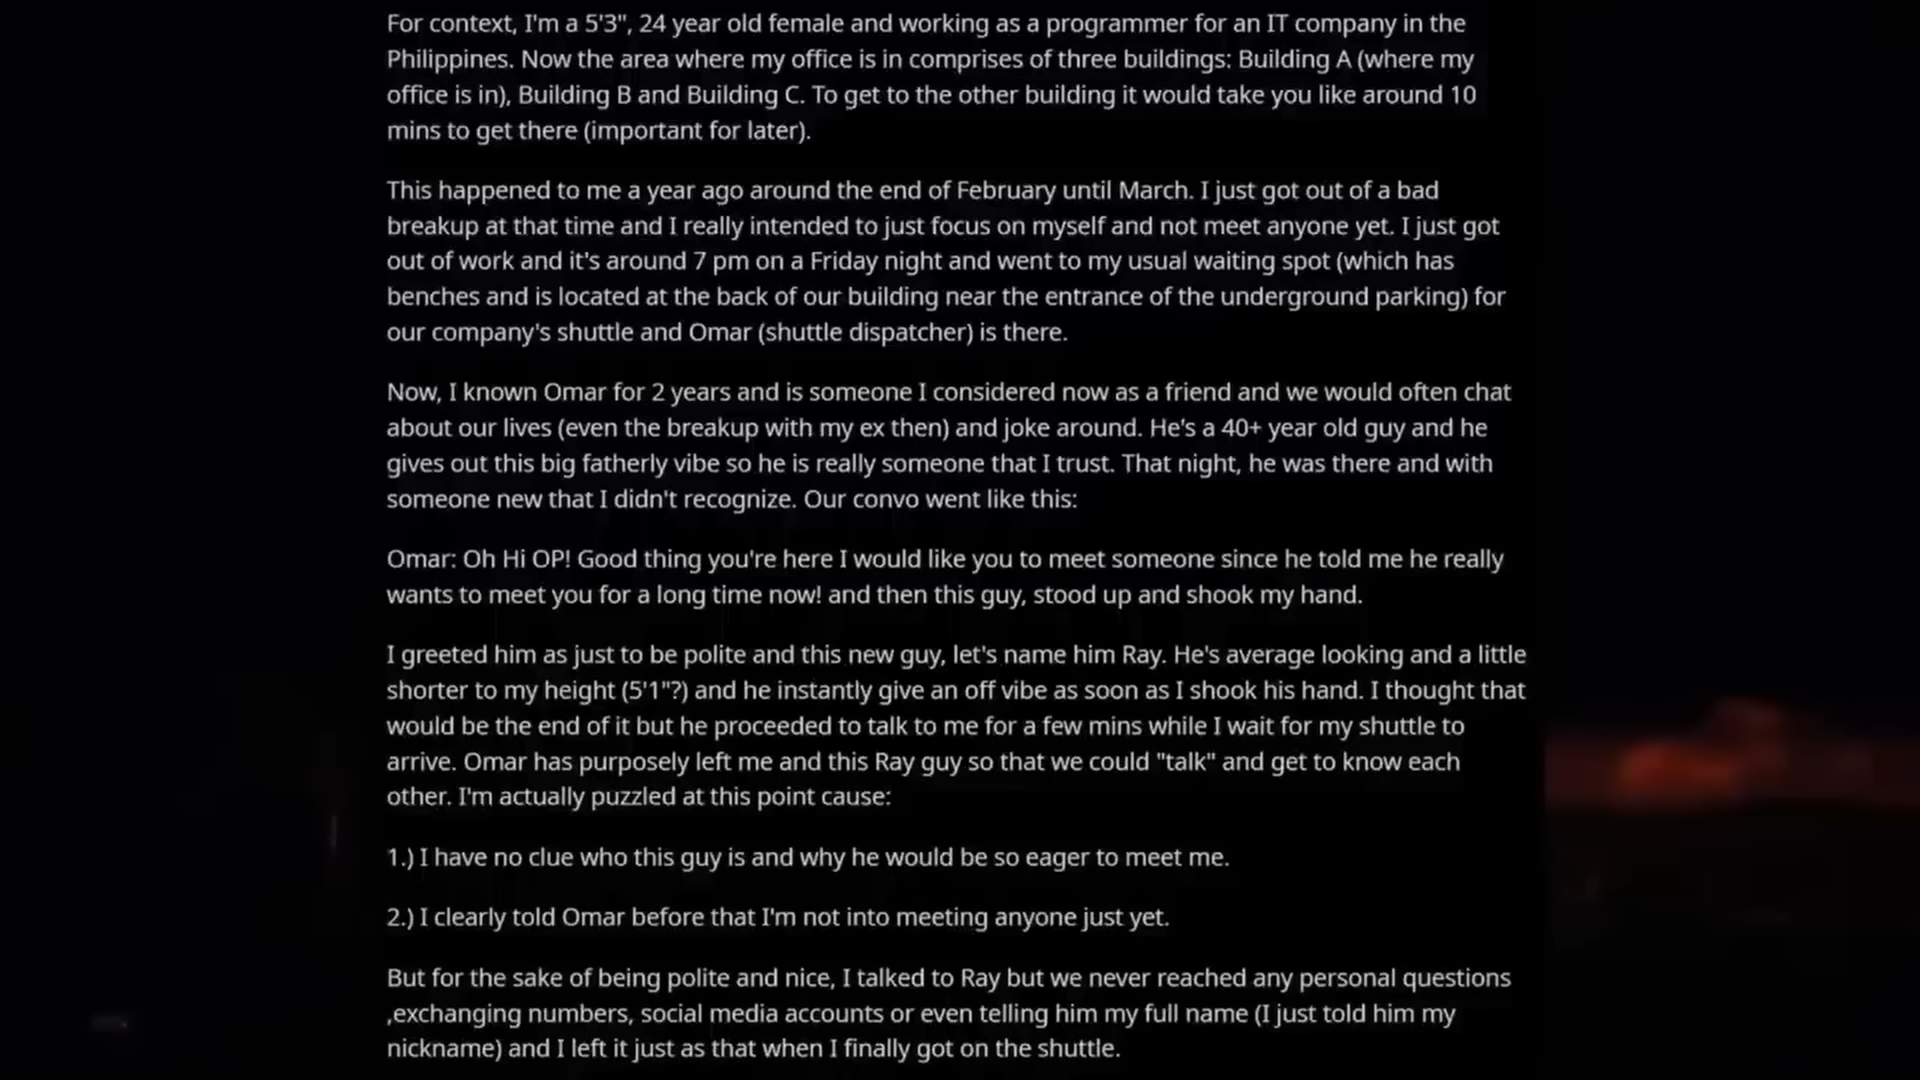 For context, I'm a 5'3", 24 year old female and working as a programmer for an IT company in the
Philippines. Now the area where my office is in comprises of three buildings: Building A (where my
office is in), Building B and Building C. To get to the other building it would take you like around 10
mins to get there (important for later).
This happened to me a year ago around the end of February until March. I just got out of a bad
breakup at that time and I really intended to just focus on myself and not meet anyone yet. I just got
out of work and it's around 7 pm on a Friday night and went to my usual waiting spot (which has
benches and is located at the back of our building near the entrance of the underground parking) for
our company's shuttle and Omar (shuttle dispatcher) is there.
Now, I known Omar for 2 years and is someone I considered now as a friend and we would often chat
about our lives (even the breakup with my ex then) and joke around. He's a 40+ year old guy and he
gives out this big fatherly vibe so he is really someone that I trust. That night, he was there and with
someone new that I didn't recognize. Our convo went like this:
Omar: Oh Hi OP! Good thing you're here I would like you to meet someone since he told me he really
wants to meet you for a long time now! and then this guy, stood up and shook my hand.
I greeted him as just to be polite and this new guy, let's name him Ray. He's average looking and a little
shorter to my height (5'1"?) and he instantly give an off vibe as soon as I shook his hand. I thought that
would be the end of it but he proceeded to talk to me for a few mins while I wait for my shuttle to
arrive. Omar has purposely left me and this Ray guy so that we could "talk" and get to know each
other. I'm actually puzzled at this point cause:
1.) I have no clue who this guy is and why he would be so eager to meet me.
2.) I clearly told Omar before that I'm not into meeting anyone just yet.
But for the sake of being polite and nice, I talked to Ray but we never reached any personal questions
,exchanging numbers, social media accounts or even telling him my full name (I just told him my
nickname) and I left it just as that when I finally got on the shuttle.